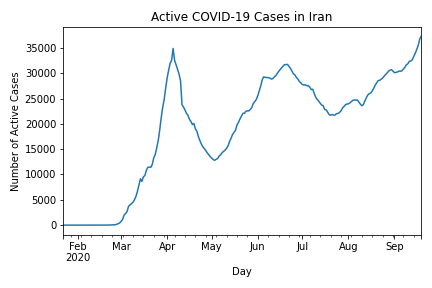 Active COVID-19 Cases in Iran
Number of Active Cases
35000
30000
25000
20000
15000
10000
5000
0
Feb Mar Apr May Jun Jul Aug Sep
2020
Day